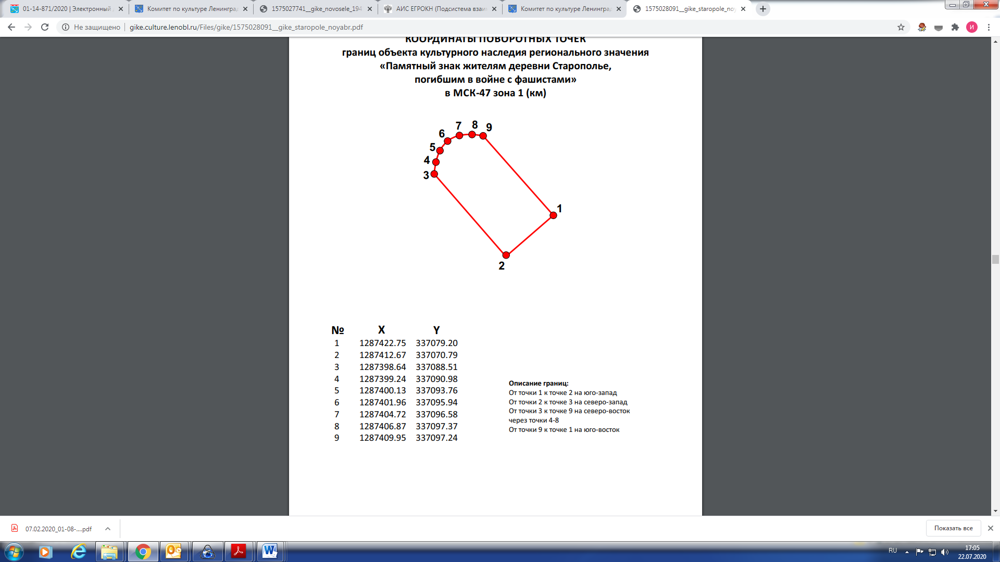 01-14-871/2020 | Электронный
Комитет по культуре Ленинград
1575027741__gike_novosele_194
АИС ЕГРОКН (Подсистема взаи
Комитет по культуре Ленинград
1575028091__gike_staropole_no
Не защищено
gike.culture.lenobl.ru/Files/gike/1575028091__gike_staropole_noyabr.pdf
И
КООРДИНАТЫ ПОВОРОТНЫХ ТОЧЕК
границ объекта культурного наследия регионального значения
«Памятный знак жителям деревни Старополье,
погибшим в войне с фашистами»
в МСК-47 зона 1 (км)
7 8 9
6
5
4
3
1
2
№ X Y
1 1287422.75 337079.20
2 1287412.67 337070.79
3 1287398.64 337088.51
4 1287399.24 337090.98
5 1287400.13 337093.76
6 1287401.96 337095.94
7 1287404.72 337096.58
8 1287406.87 337097.37
9 1287409.95 337097.24
Описание границ:
От точки 1 к точке 2 на юго-запад
От точки 2 к точке 3 на северо-запад
От точки 3 к точке 9 на северо-восток
через точки 4-8
От точки 9 к точке 1 на юго-восток
07.02.2020_01-08-....pdf
Показать все
RU
17:05
22.07.2020